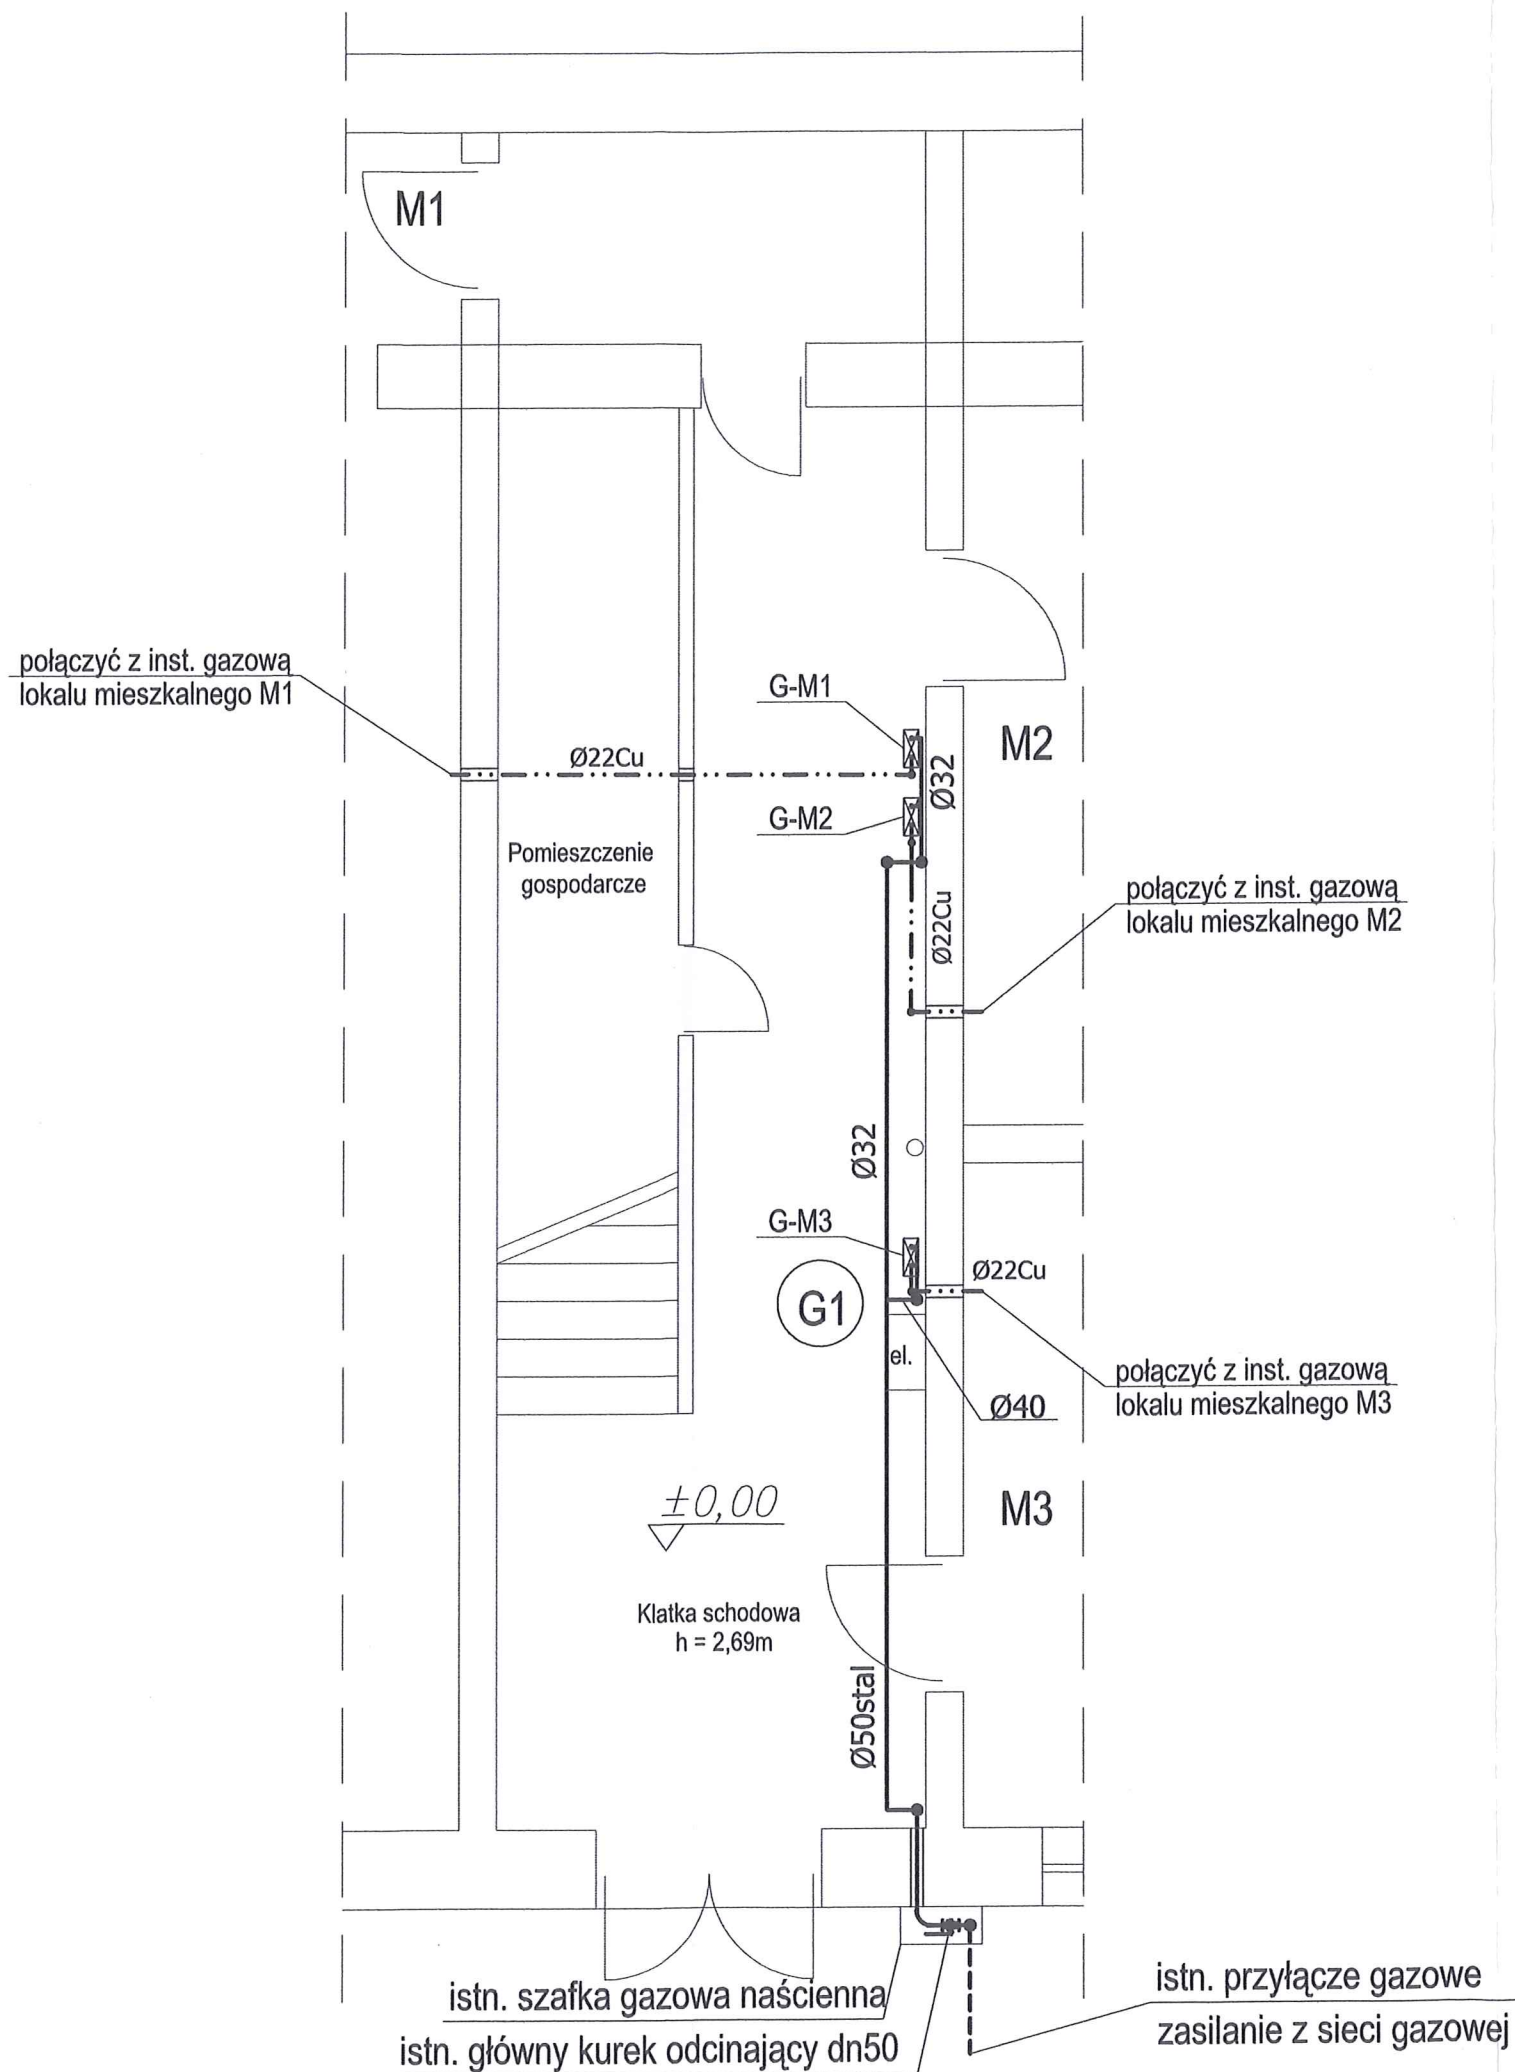 M1
połączyć z inst. gazową
lokalu mieszkalnego M1
G-M1
M2
Ø22Cu
Ø32
G-M2
Pomieszczenie
gospodarcze
połączyć z inst. gazową
lokalu mieszkalnego M2
Ø22Cu
Ø32
G-M3
Ø22Cu
G1
el.
połączyć z inst. gazową
lokalu mieszkalnego M3
Ø40
±0,00
M3
Klatka schodowa
h = 2,69m
Ø50stal
istn. szafka gazowa naścienna
istn. główny kurek odcinający dn50
istn. przyłącze gazowe
zasilanie z sieci gazowej